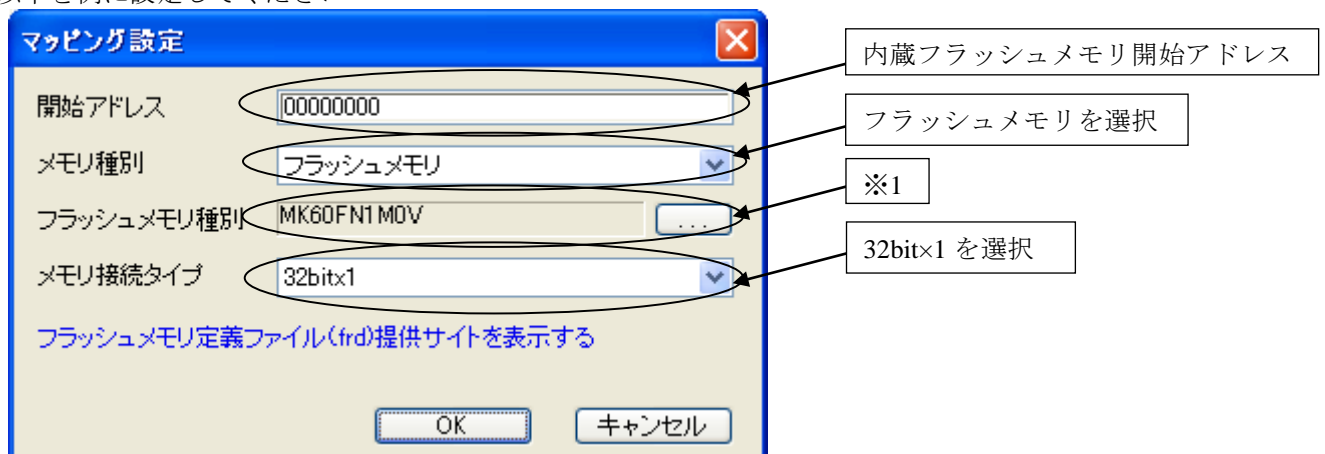 以下を例に設定してください
マッピング設定
開始アドレス
00000000
内蔵フラッシュメモリ開始アドレス
メモリ種別
フラッシュメモリ
フラッシュメモリを選択
フラッシュメモリ種別
MK60FN1M0V
...
※1
メモリ接続タイプ
32bitx1
32bit×1 を選択
フラッシュメモリ定義ファイル(frd)提供サイトを表示する
OK
キャンセル